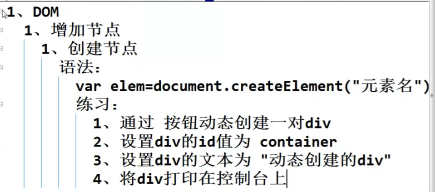 1、DOM
1、增加节点
1、创建节点
语法：
var elem=document.createElement("元素名")
练习：
1、通过 按钮动态创建一对div
2、设置div的id值为 container
3、设置div的文本为 "动态创建的div"
4、将div打印在控制台上